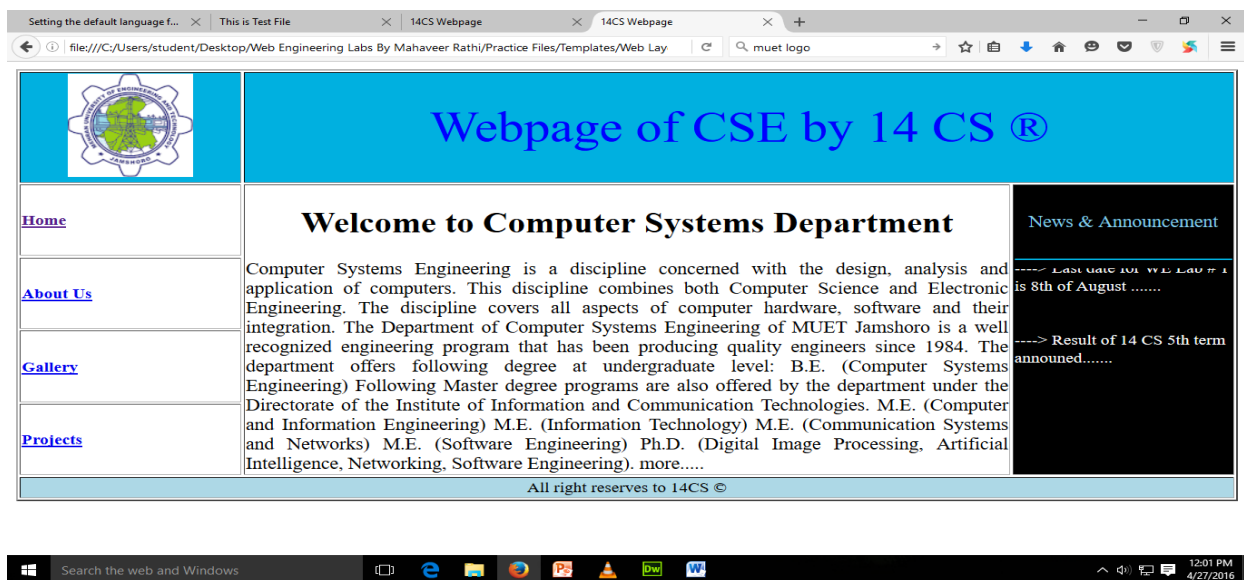 Setting the default language f...
This is Test File
14CS Webpage
14CS Webpage
file:///C:/Users/student/Desktop/Web Engineering Labs By Mahaveer Rathi/Practice Files/Templates/Web Lay
muet logo
Webpage of CSE by 14 CS ®
Home
About Us
Gallery
Projects
Welcome to Computer Systems Department
Computer Systems Engineering is a discipline concerned with the design, analysis and
application of computers. This discipline combines both Computer Science and Electronic
Engineering. The discipline covers all aspects of computer hardware, software and their
integration. The Department of Computer Systems Engineering of MUET Jamshoro is a well
recognized engineering program that has been producing quality engineers since 1984. The
department offers following degree at undergraduate level: B.E. (Computer Systems
Engineering) Following Master degree programs are also offered by the department under the
Directorate of the Institute of Information and Communication Technologies. M.E. (Computer
and Information Engineering) M.E. (Information Technology) M.E. (Communication Systems
and Networks) M.E. (Software Engineering) Ph.D. (Digital Image Processing, Artificial
Intelligence, Networking, Software Engineering). more.....
News & Announcement
----> Last date for WE Lab # 1
is 8th of August .......
----> Result of 14 CS 5th term
announed.......
All right reserves to 14CS ©
Search the web and Windows
Dw
12:01 PM
4/27/2016